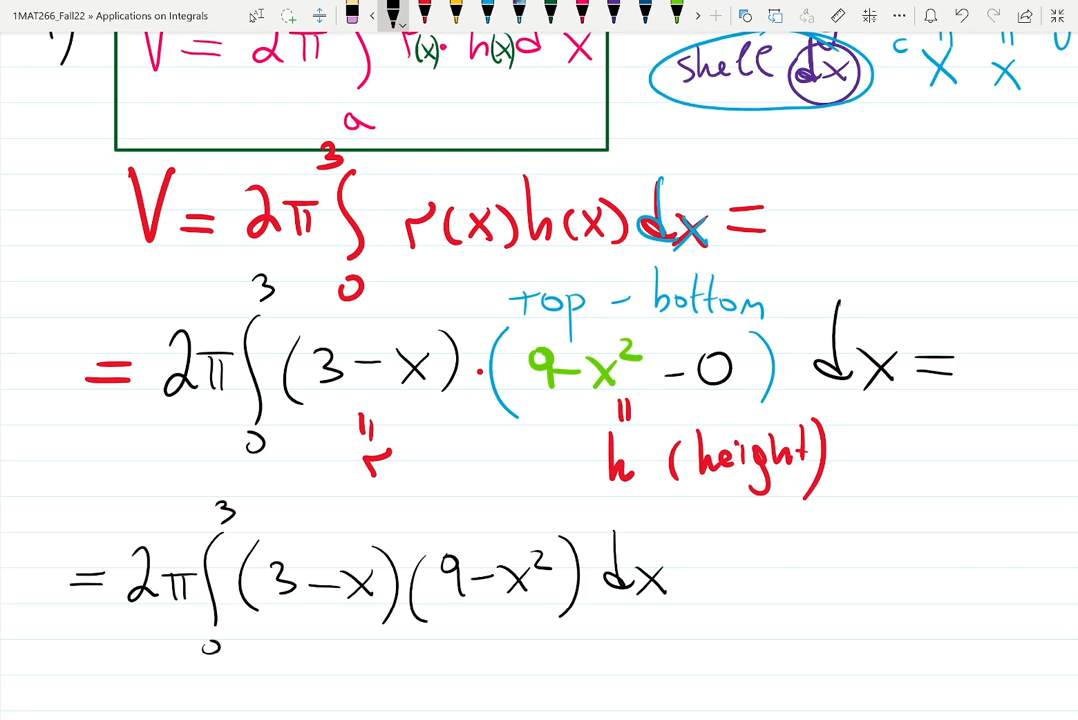 1MAT266_Fall22 » Applications on Integrals
1) V = 2π ∫ r(x) · h(x) d x
a
shell dx
c x x
V = 2π ∫₀³ r(x) h(x) dx =
top - bottom
= 2π ∫₀³ (3 - x) · (9 - x² - 0) dx =
" "
r h (height)
= 2π ∫₀³ (3 - x)(9 - x²) dx